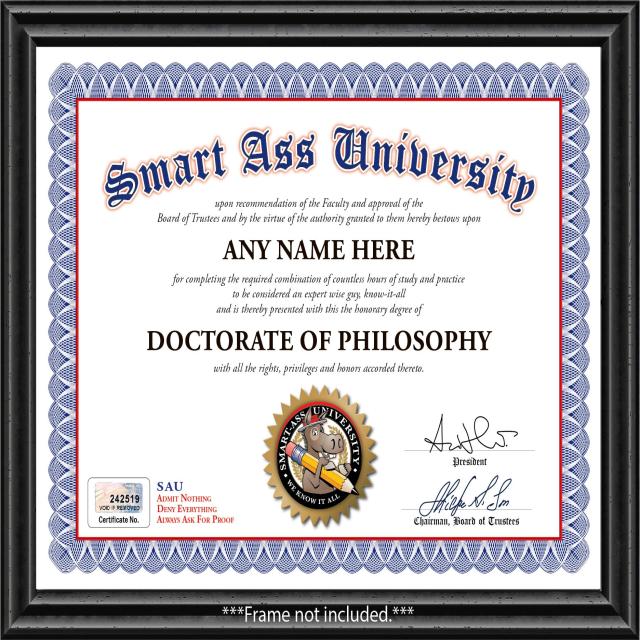 Smart Ass University
upon recommendation of the Faculty and approval of the
Board of Trustees and by the virtue of the authority granted to them hereby bestows upon
ANY NAME HERE
for completing the required combination of countless hours of study and practice
to be considered an expert wise guy, know-it-all
and is thereby presented with this the honorary degree of
DOCTORATE OF PHILOSOPHY
with all the rights, privileges and honors accorded thereto.
SMART-ASS UNIVERSITY
WE KNOW IT ALL
President
Chairman, Board of Trustees
242519
VOID IF REMOVED
Certificate No.
SAU
ADMIT NOTHING
DENY EVERYTHING
ALWAYS ASK FOR PROOF
***Frame not included.***